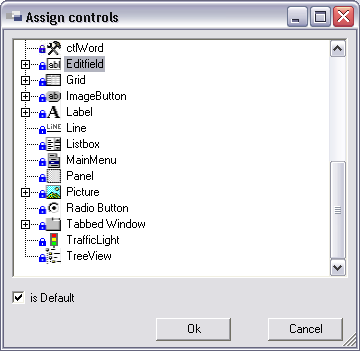 Assign controls
ctWord
Editfield
Grid
ImageButton
Label
Line
Listbox
MainMenu
Panel
Picture
Radio Button
Tabbed Window
TrafficLight
TreeView
is Default
Ok
Cancel